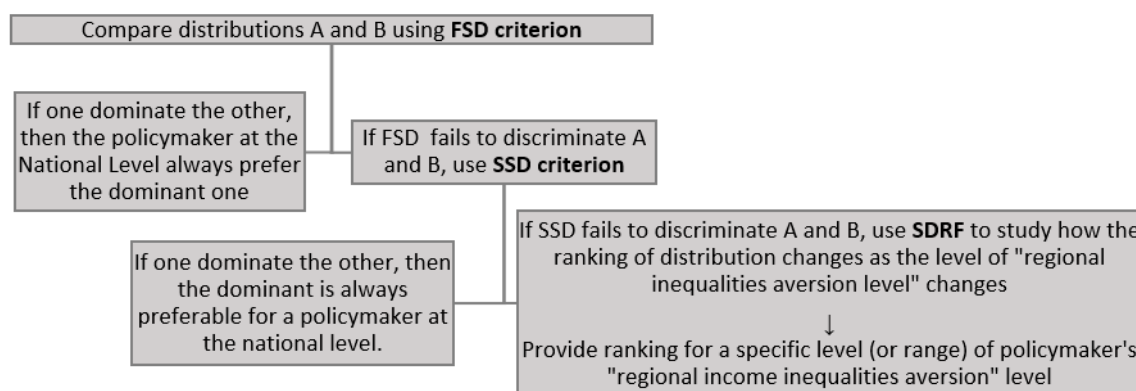 Compare distributions A and B using FSD criterion
If one dominate the other,
then the policymaker at the
National Level always prefer
the dominant one
If FSD fails to discriminate A
and B, use SSD criterion
If one dominate the other, then
the dominant is always
preferable for a policymaker at
the national level.
If SSD fails to discriminate A and B, use SDRF to study how the
ranking of distribution changes as the level of "regional
inequalities aversion level" changes
↓
Provide ranking for a specific level (or range) of policymaker's
"regional income inequalities aversion" level